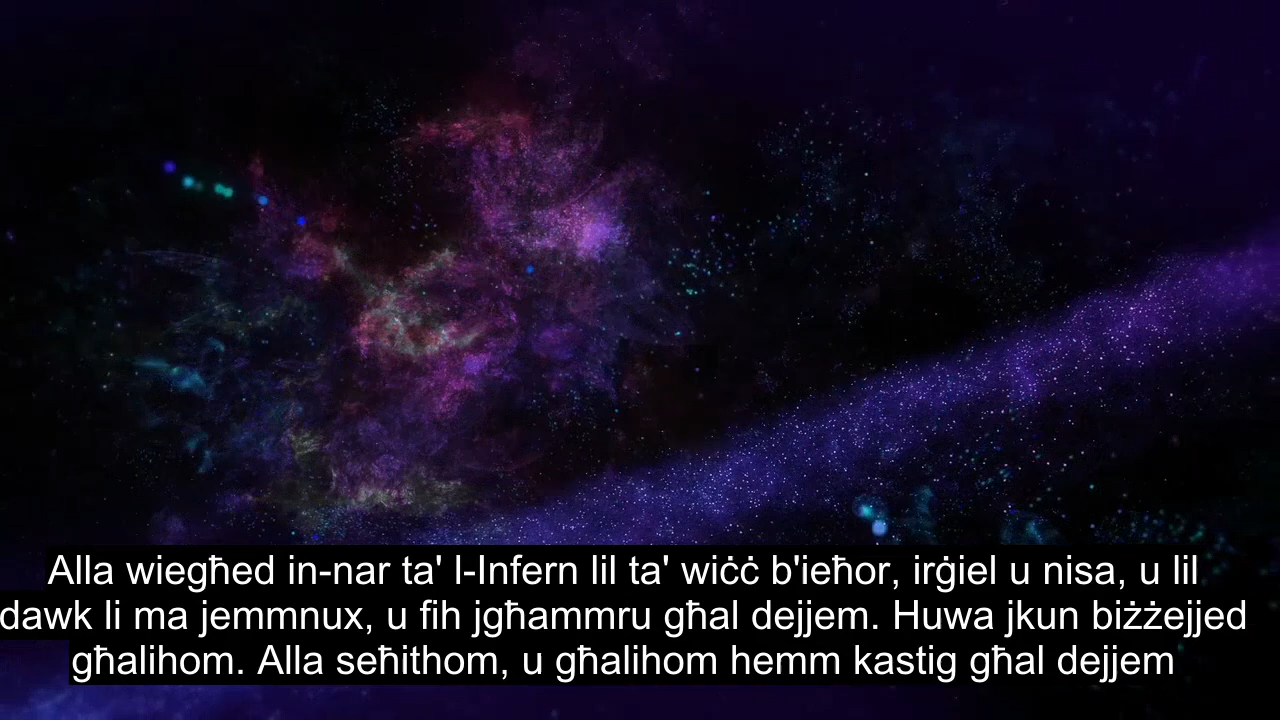 Alla wiegħed in-nar ta' l-Infern lil ta' wiċċ b'ieħor, irġiel u nisa, u lil
dawk li ma jemmnux, u fih jgħammru għal dejjem. Huwa jkun biżżejjed
għalihom. Alla seħithom, u għalihom hemm kastig għal dejjem